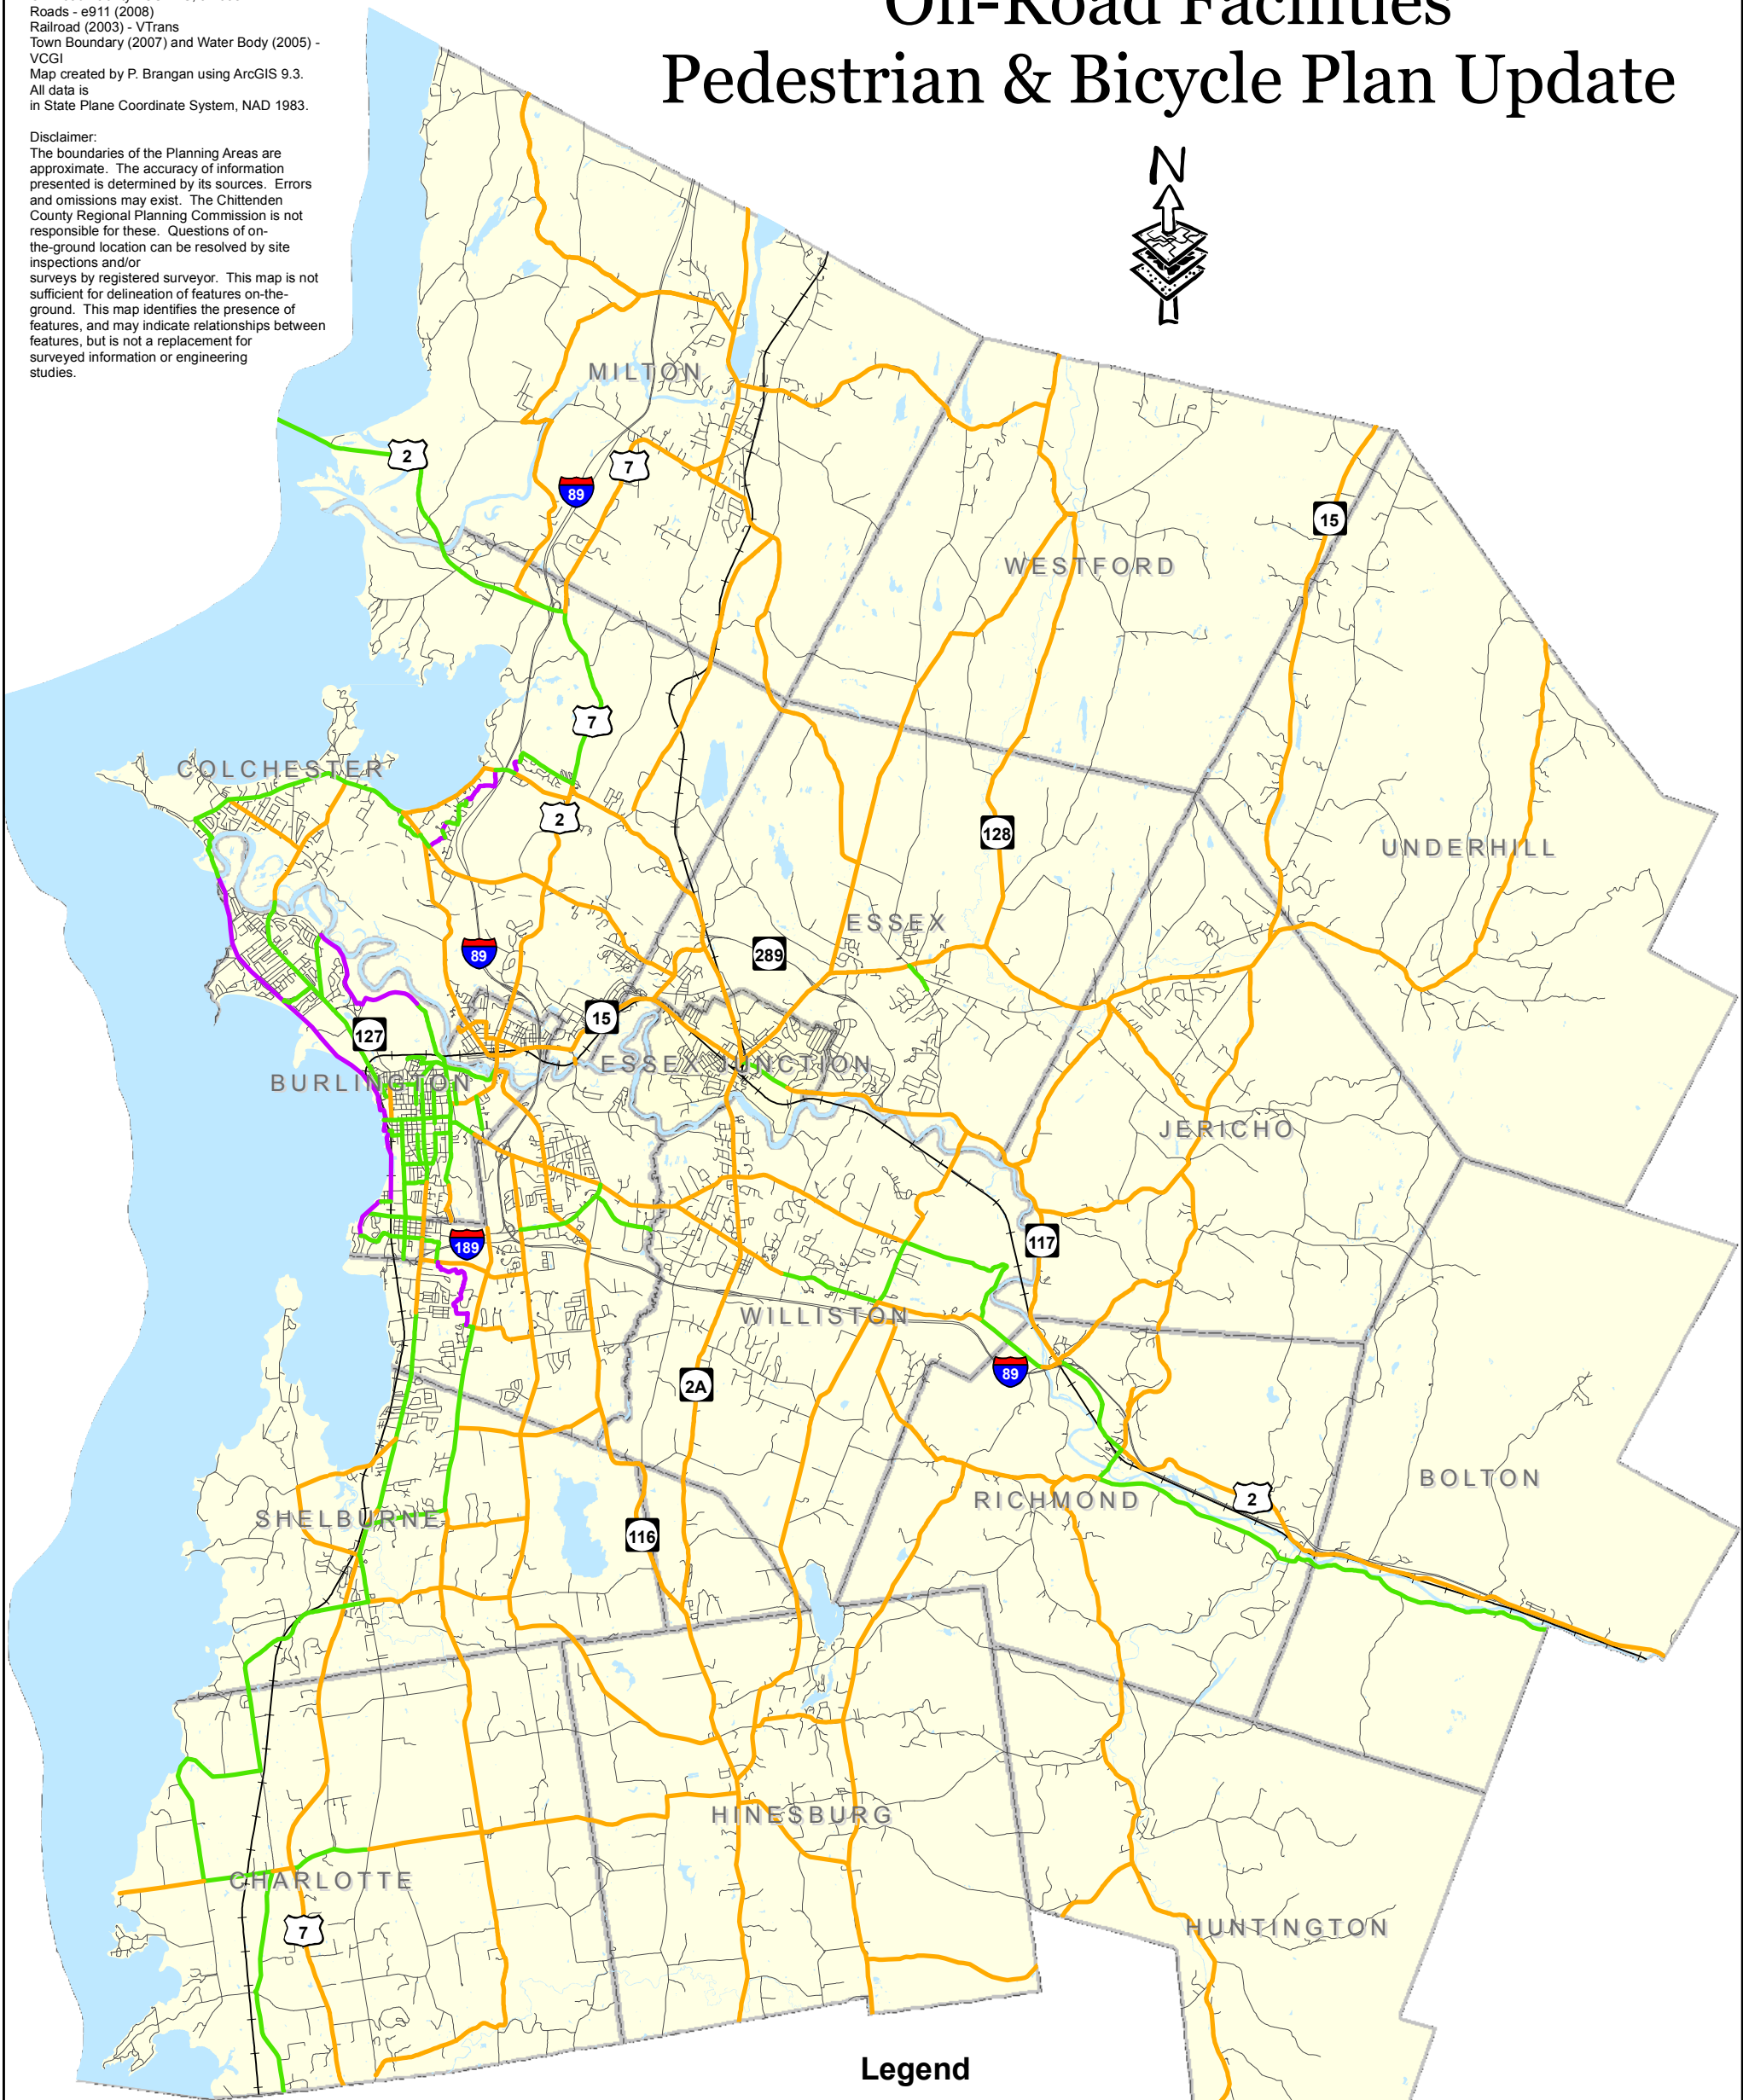 Roads - e911 (2008)
Railroad (2003) - VTrans
Town Boundary (2007) and Water Body (2005) -
VCGI
Map created by P. Brangan using ArcGIS 9.3.
All data is
in State Plane Coordinate System, NAD 1983.
Disclaimer:
The boundaries of the Planning Areas are
approximate. The accuracy of information
presented is determined by its sources. Errors
and omissions may exist. The Chittenden
County Regional Planning Commission is not
responsible for these. Questions of on-
the-ground location can be resolved by site
inspections and/or
surveys by registered surveyor. This map is not
sufficient for delineation of features on-the-
ground. This map identifies the presence of
features, and may indicate relationships between
features, but is not a replacement for
surveyed information or engineering
studies.
On-Road Facilities
Pedestrian & Bicycle Plan Update
N
MILTON
2
7
89
15
WESTFORD
7
COLCHESTER
2
128
UNDERHILL
ESSEX
89
289
15
127
ESSEX JUNCTION
BURLINGTON
JERICHO
189
117
WILLISTON
89
2A
BOLTON
2
RICHMOND
SHELBURNE
116
HINESBURG
CHARLOTTE
7
HUNTINGTON
Legend